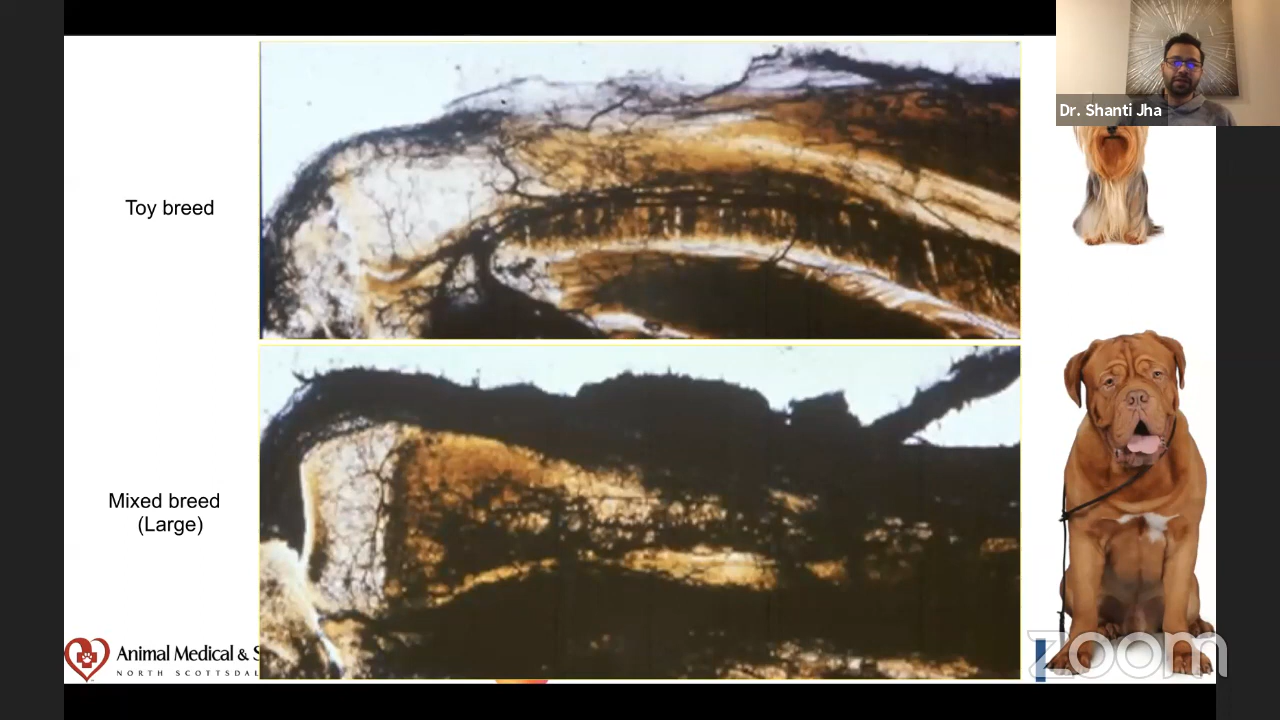 Dr. Shanti Jha
Toy breed
Mixed breed
(Large)
Animal Medical & S
NORTH SCOTTSDAL
zoom